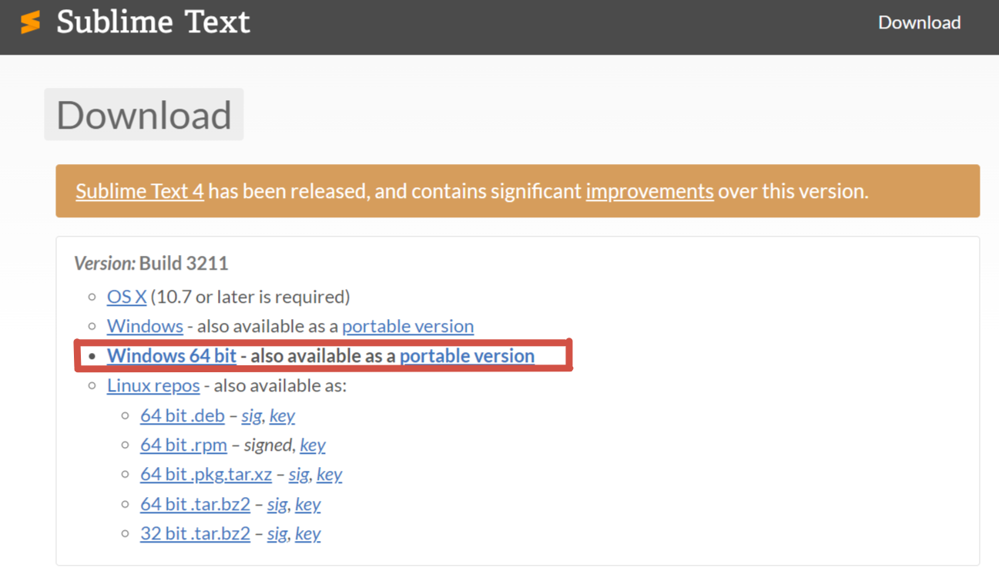 Sublime Text
Download
Download
Sublime Text 4 has been released, and contains significant improvements over this version.
Version: Build 3211
OS X (10.7 or later is required)
Windows - also available as a portable version
Windows 64 bit - also available as a portable version
Linux repos - also available as:
64 bit .deb – sig, key
64 bit .rpm – signed, key
64 bit .pkg.tar.xz – sig, key
64 bit .tar.bz2 – sig, key
32 bit .tar.bz2 – sig, key